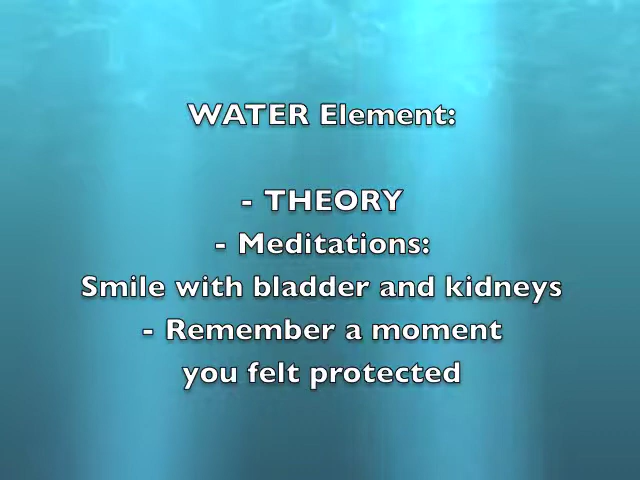 WATER Element:
- THEORY
- Meditations:
Smile with bladder and kidneys
- Remember a moment
you felt protected